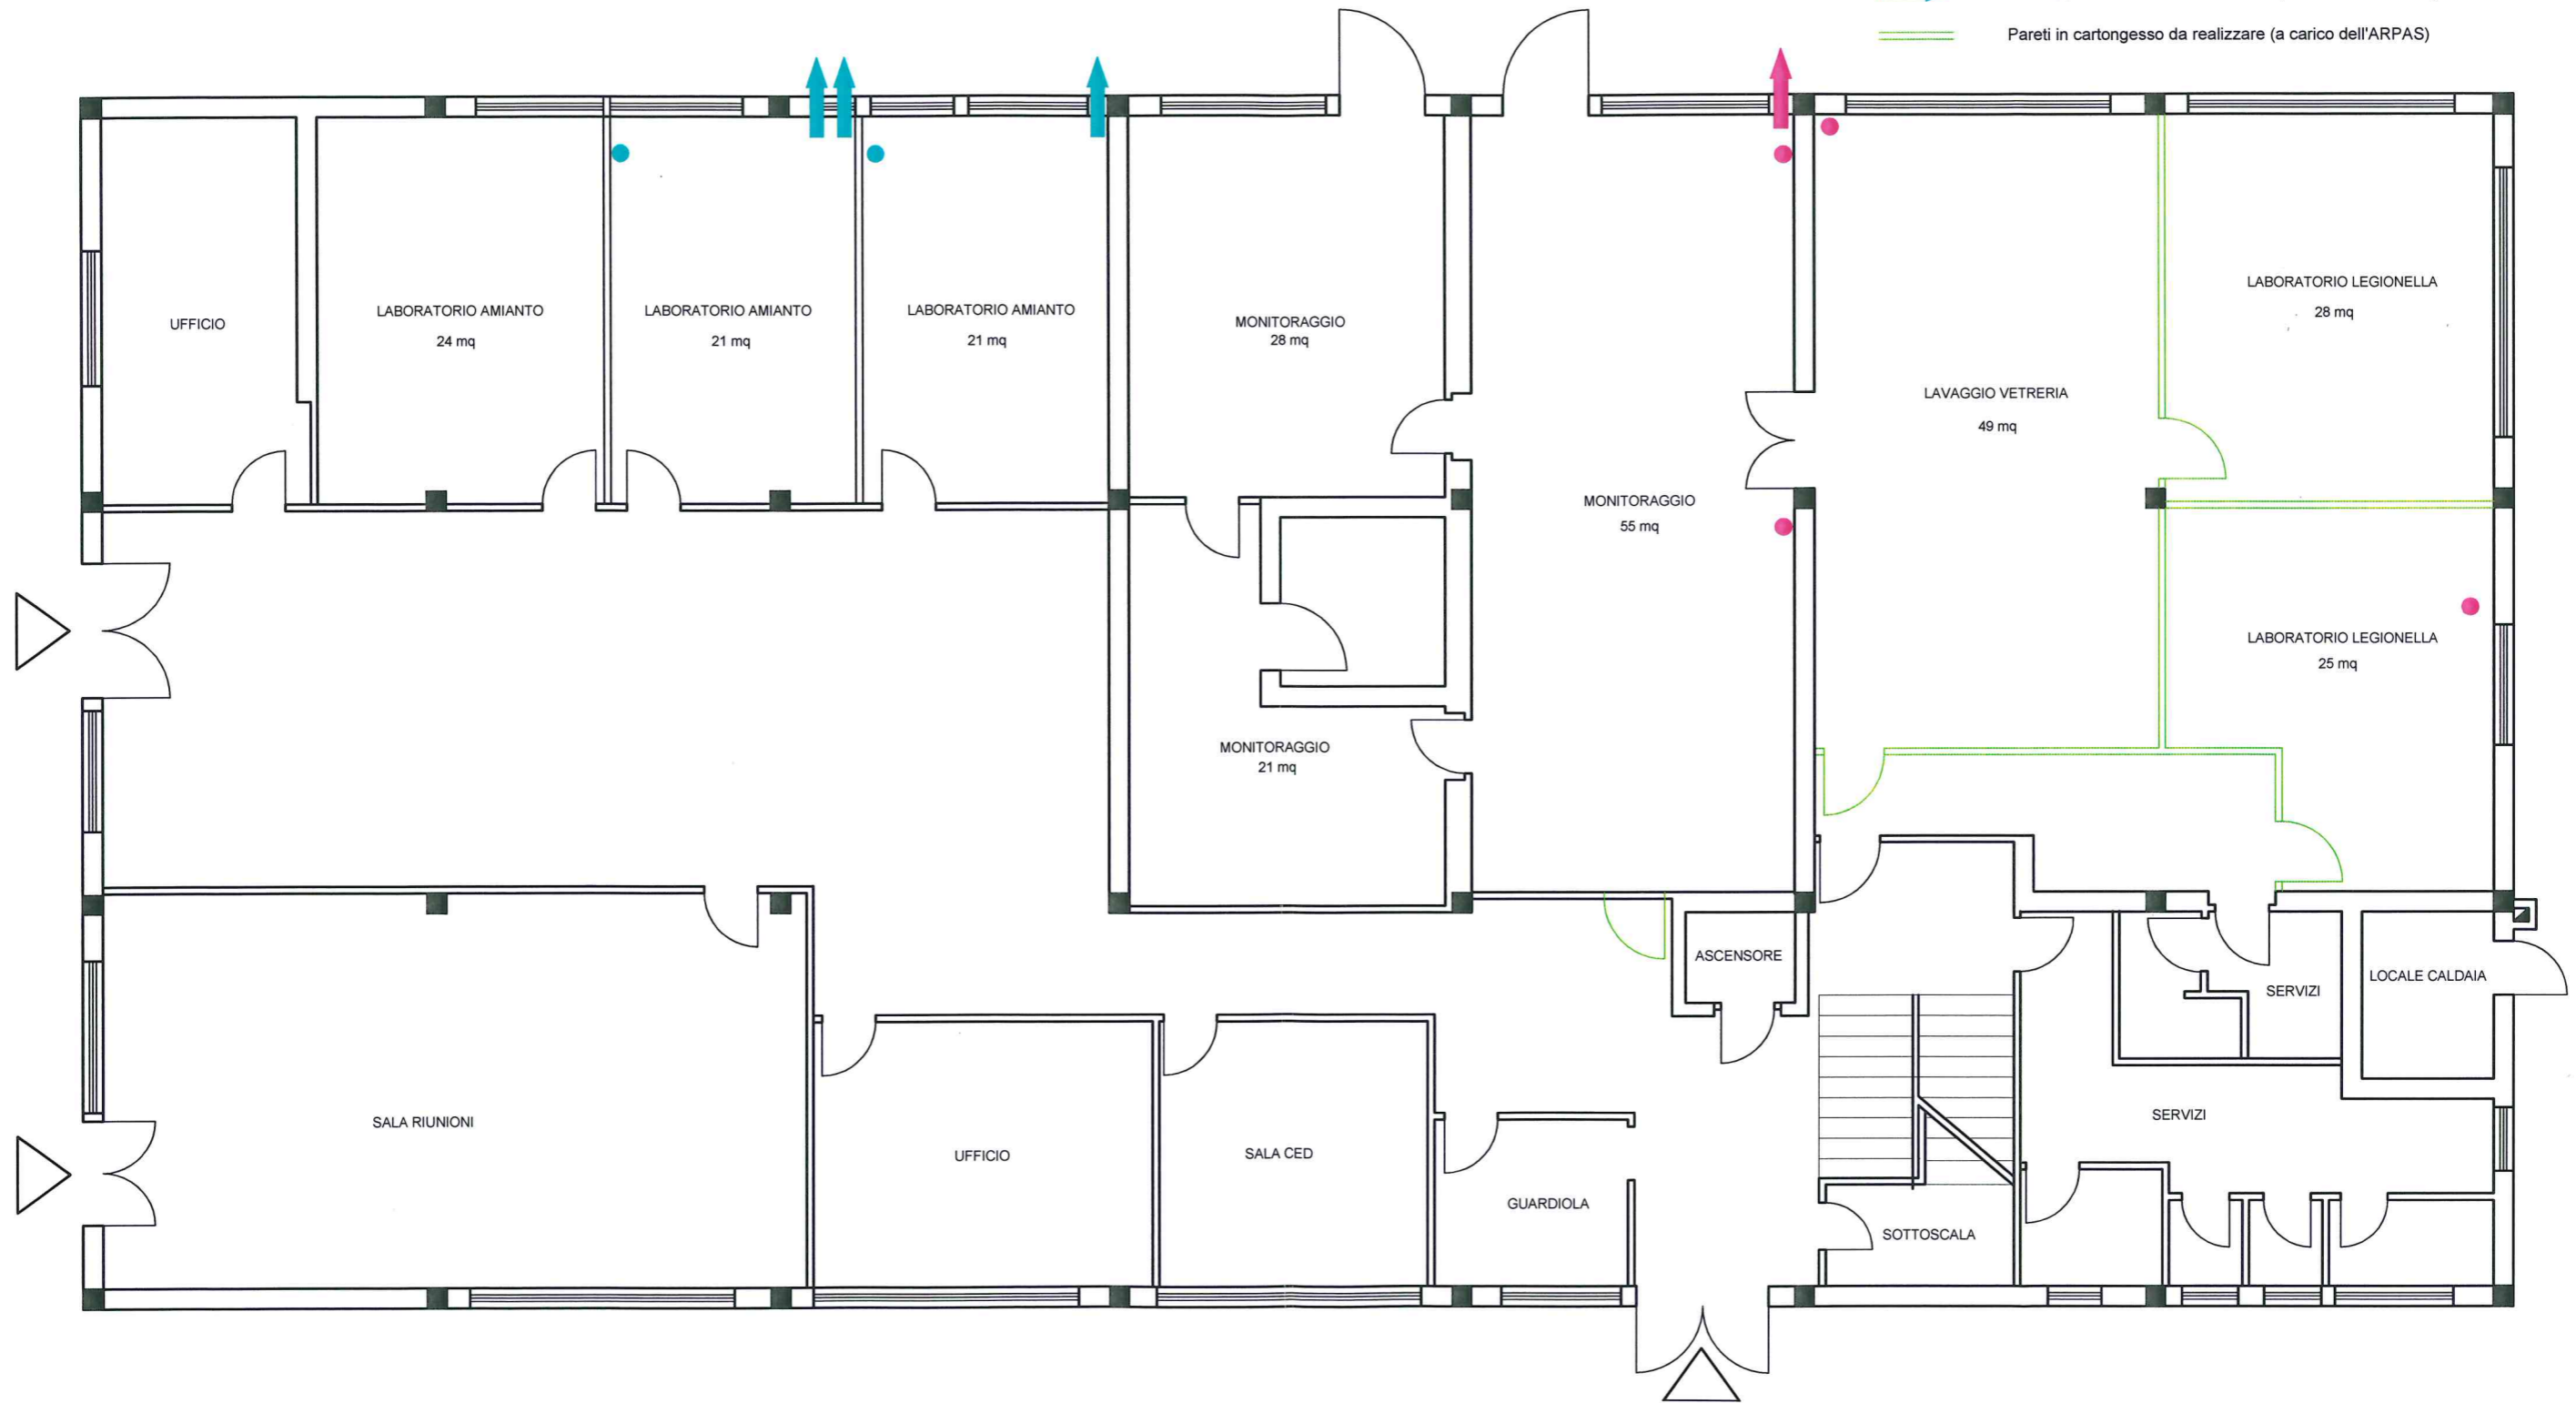 Pareti in cartongesso da realizzare (a carico dell'ARPAS)
UFFICIO
LABORATORIO AMIANTO
24 mq
LABORATORIO AMIANTO
21 mq
LABORATORIO AMIANTO
21 mq
MONITORAGGIO
28 mq
MONITORAGGIO
55 mq
LAVAGGIO VETRERIA
49 mq
LABORATORIO LEGIONELLA
28 mq
LABORATORIO LEGIONELLA
25 mq
MONITORAGGIO
21 mq
ASCENSORE
SERVIZI
LOCALE CALDAIA
SALA RIUNIONI
UFFICIO
SALA CED
GUARDIOLA
SOTTOSCALA
SERVIZI